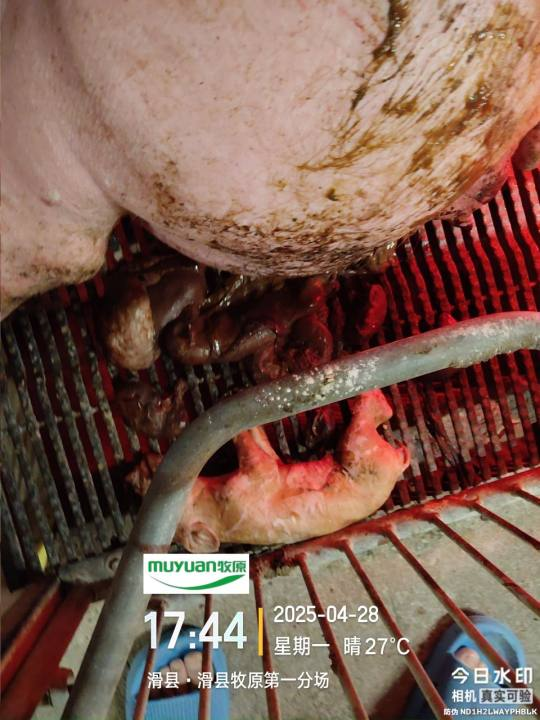 muyuan牧原
17:44
2025-04-28
星期一 晴 27℃
滑县·滑县牧原第一分场
今日水印
相机 真实可验
防伪 ND1H2LWAYPHBLK